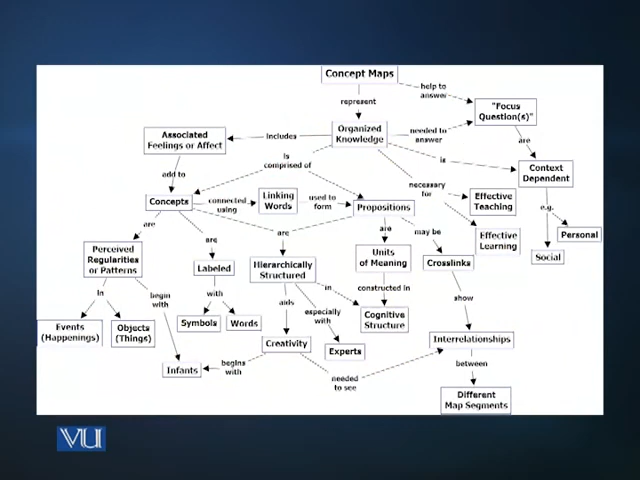 Concept Maps
help to
answer
represent
"Focus
Question(s)"
Organized
Knowledge
needed to
answer
includes
Associated
Feelings or Affect
are
is
comprised of
is
Context
Dependent
add to
necessary
for
Concepts
connected
using
Linking
Words
used to
form
Propositions
Effective
Teaching
e.g.
are
are
are
are
may be
Effective
Learning
Personal
Social
Perceived
Regularities
or Patterns
Labeled
Hierarchically
Structured
Units
of Meaning
Crosslinks
in
begin
with
with
aids
in
especially
with
constructed in
show
Events
(Happenings)
Objects
(Things)
Symbols
Words
Cognitive
Structure
Creativity
Experts
Interrelationships
Infants
begins
with
needed
to see
between
Different
Map Segments
VU